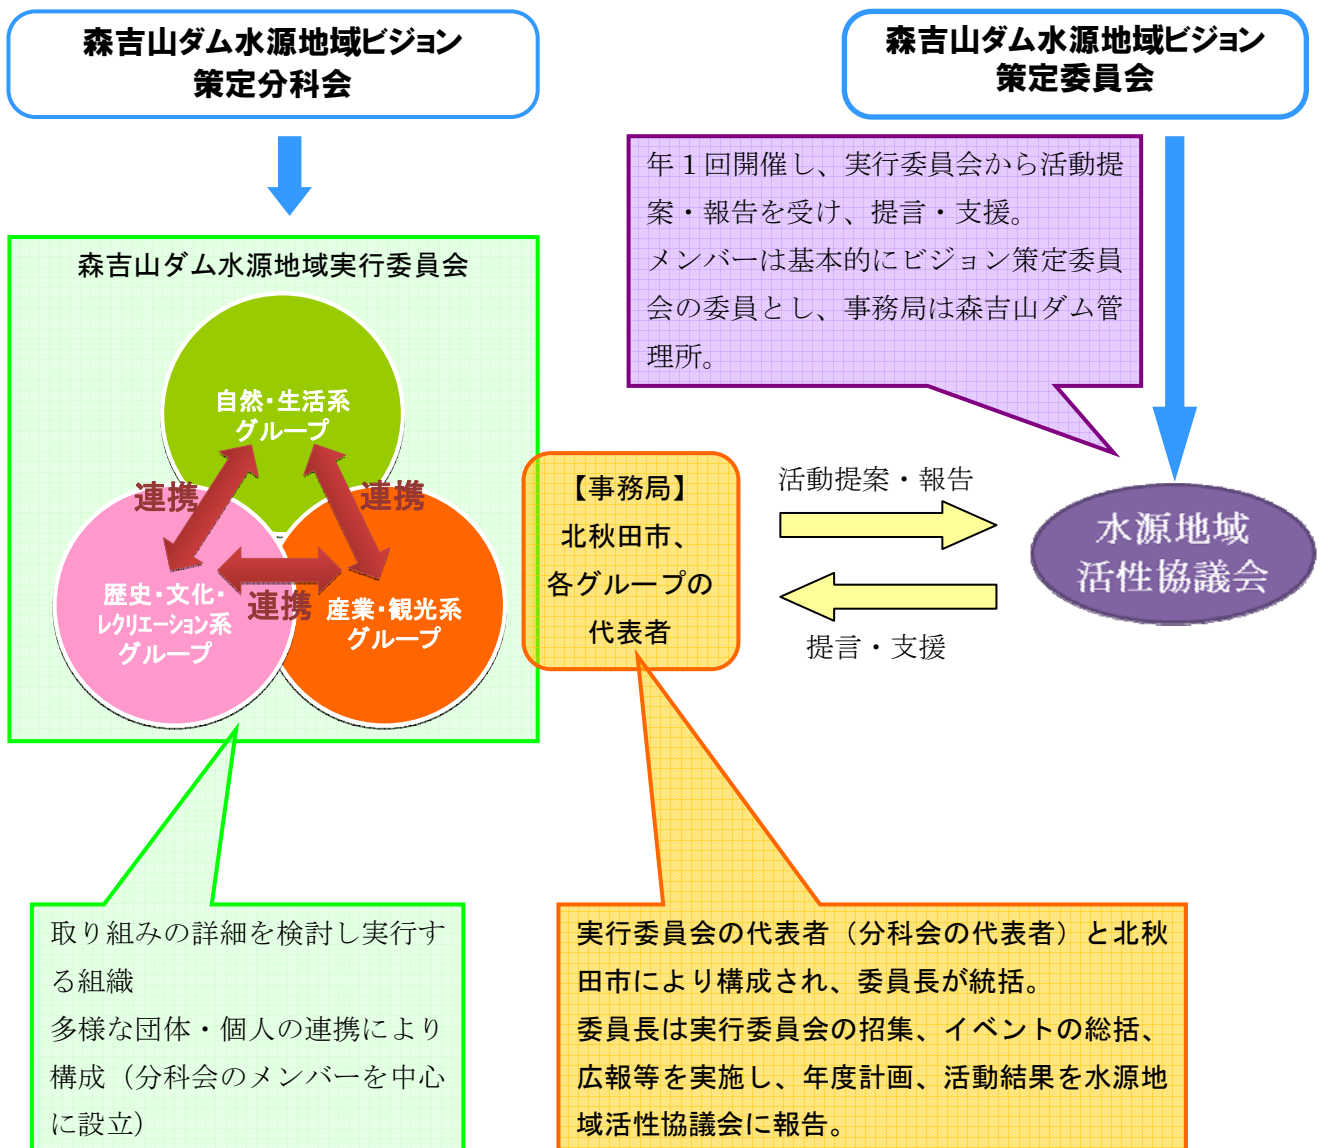 森吉山ダム水源地域ビジョン
策定分科会
森吉山ダム水源地域ビジョン
策定委員会
年1回開催し、実行委員会から活動提
案・報告を受け、提言・支援。
メンバーは基本的にビジョン策定委員
会の委員とし、事務局は森吉山ダム管
理所。
森吉山ダム水源地域実行委員会
自然・生活系
グループ
連携
連携
歴史・文化・
レクリエーション系
グループ
連携
産業・観光系
グループ
【事務局】
北秋田市、
各グループの
代表者
活動提案・報告
提言・支援
水源地域
活性協議会
取り組みの詳細を検討し実行す
る組織
多様な団体・個人の連携により
構成（分科会のメンバーを中心
に設立）
実行委員会の代表者（分科会の代表者）と北秋
田市により構成され、委員長が統括。
委員長は実行委員会の招集、イベントの総括、
広報等を実施し、年度計画、活動結果を水源地
域活性協議会に報告。